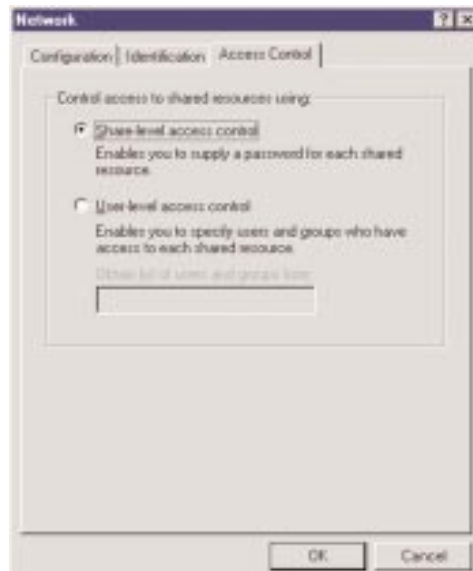 Network
Configuration Identification Access Control
Control access to shared resources using:
Share-level access control
Enables you to supply a password for each shared
resource.
User-level access control
Enables you to specify users and groups who have
access to each shared resource.
Obtain list of users and groups from:
OK Cancel